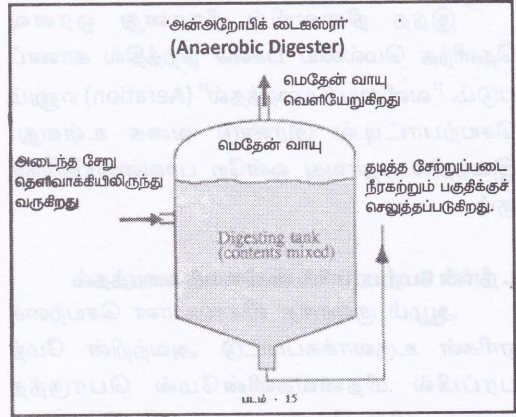 அன்அறோபிக் டைகஸ்ரர்
(Anaerobic Digester)
மெதேன் வாயு
வெளியேறுகிறது
மெதேன் வாயு
அடைந்த சேறு
தெளிவாக்கியிலிருந்து
வருகிறது
தடித்த சேற்றுப்படை
நீரகற்றும் பகுதிக்குச்
செலுத்தப்படுகிறது.
Digesting tank
(contents mixed)
படம் · 15